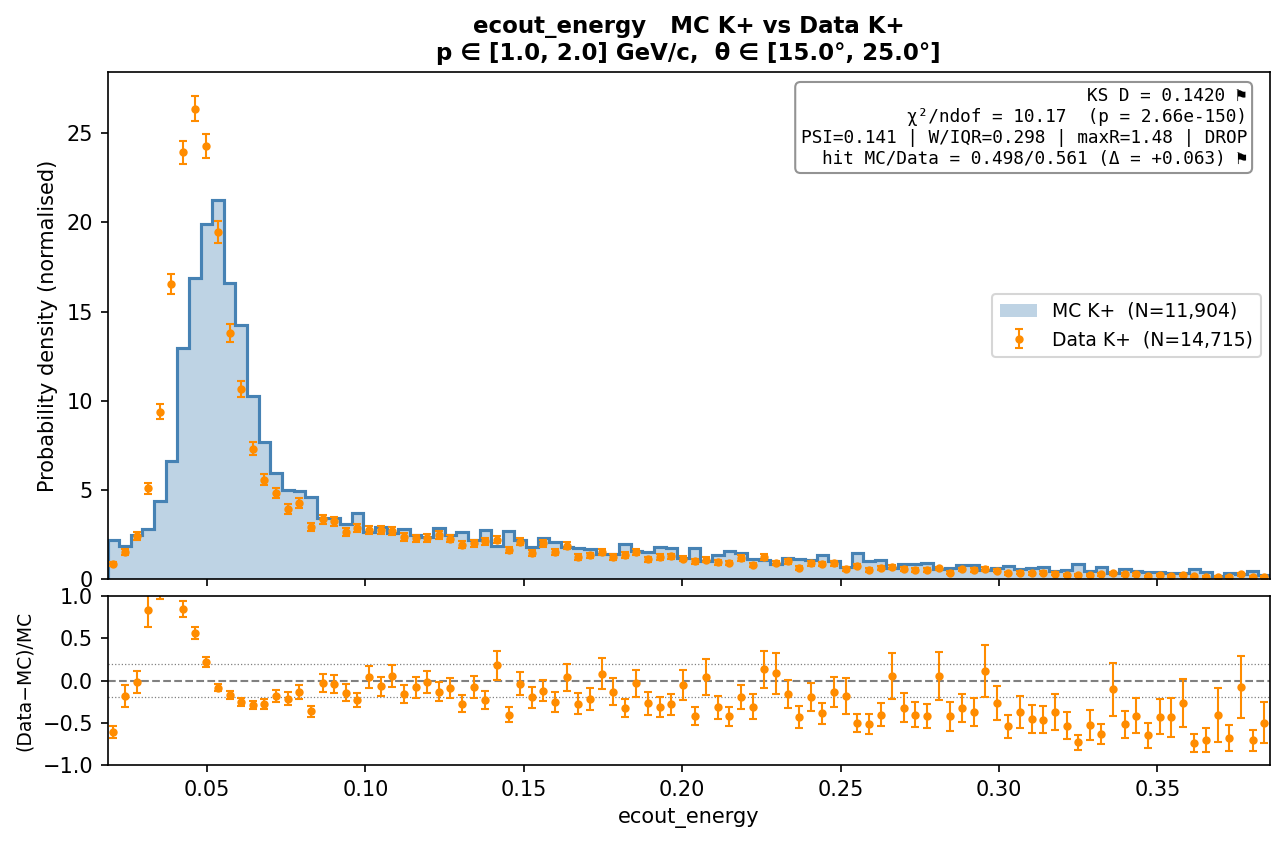 ecout_energy   MC K+ vs Data K+
p ∈ [1.0, 2.0] GeV/c,  θ ∈ [15.0°, 25.0°]
KS D = 0.1420 ⚑
χ²/ndof = 10.17  (p = 2.66e-150)
PSI=0.141 | W/IQR=0.298 | maxR=1.48 | DROP
hit MC/Data = 0.498/0.561 (Δ = +0.063) ⚑
MC K+  (N=11,904)
Data K+  (N=14,715)
Probability density (normalised)
25
20
15
10
5
0
(Data−MC)/MC
1.0
0.5
0.0
−0.5
−1.0
0.05 0.10 0.15 0.20 0.25 0.30 0.35
ecout_energy